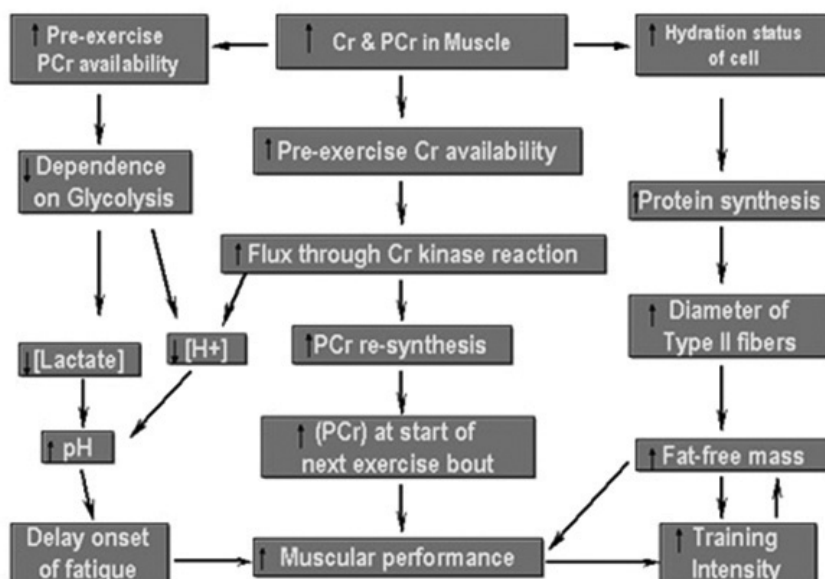 ↑ Pre-exercise
PCr availability
↑ Cr & PCr in Muscle
↑ Hydration status
of cell
↑ Pre-exercise Cr availability
↓ Dependence
on Glycolysis
↑ Protein synthesis
↑ Flux through Cr kinase reaction
↑ Diameter of
Type II fibers
↓ [Lactate]
↓ [H+]
↑ PCr re-synthesis
↑ pH
↑ (PCr) at start of
next exercise bout
↑ Fat-free mass
Delay onset
of fatigue
↑ Muscular performance
↑ Training
Intensity